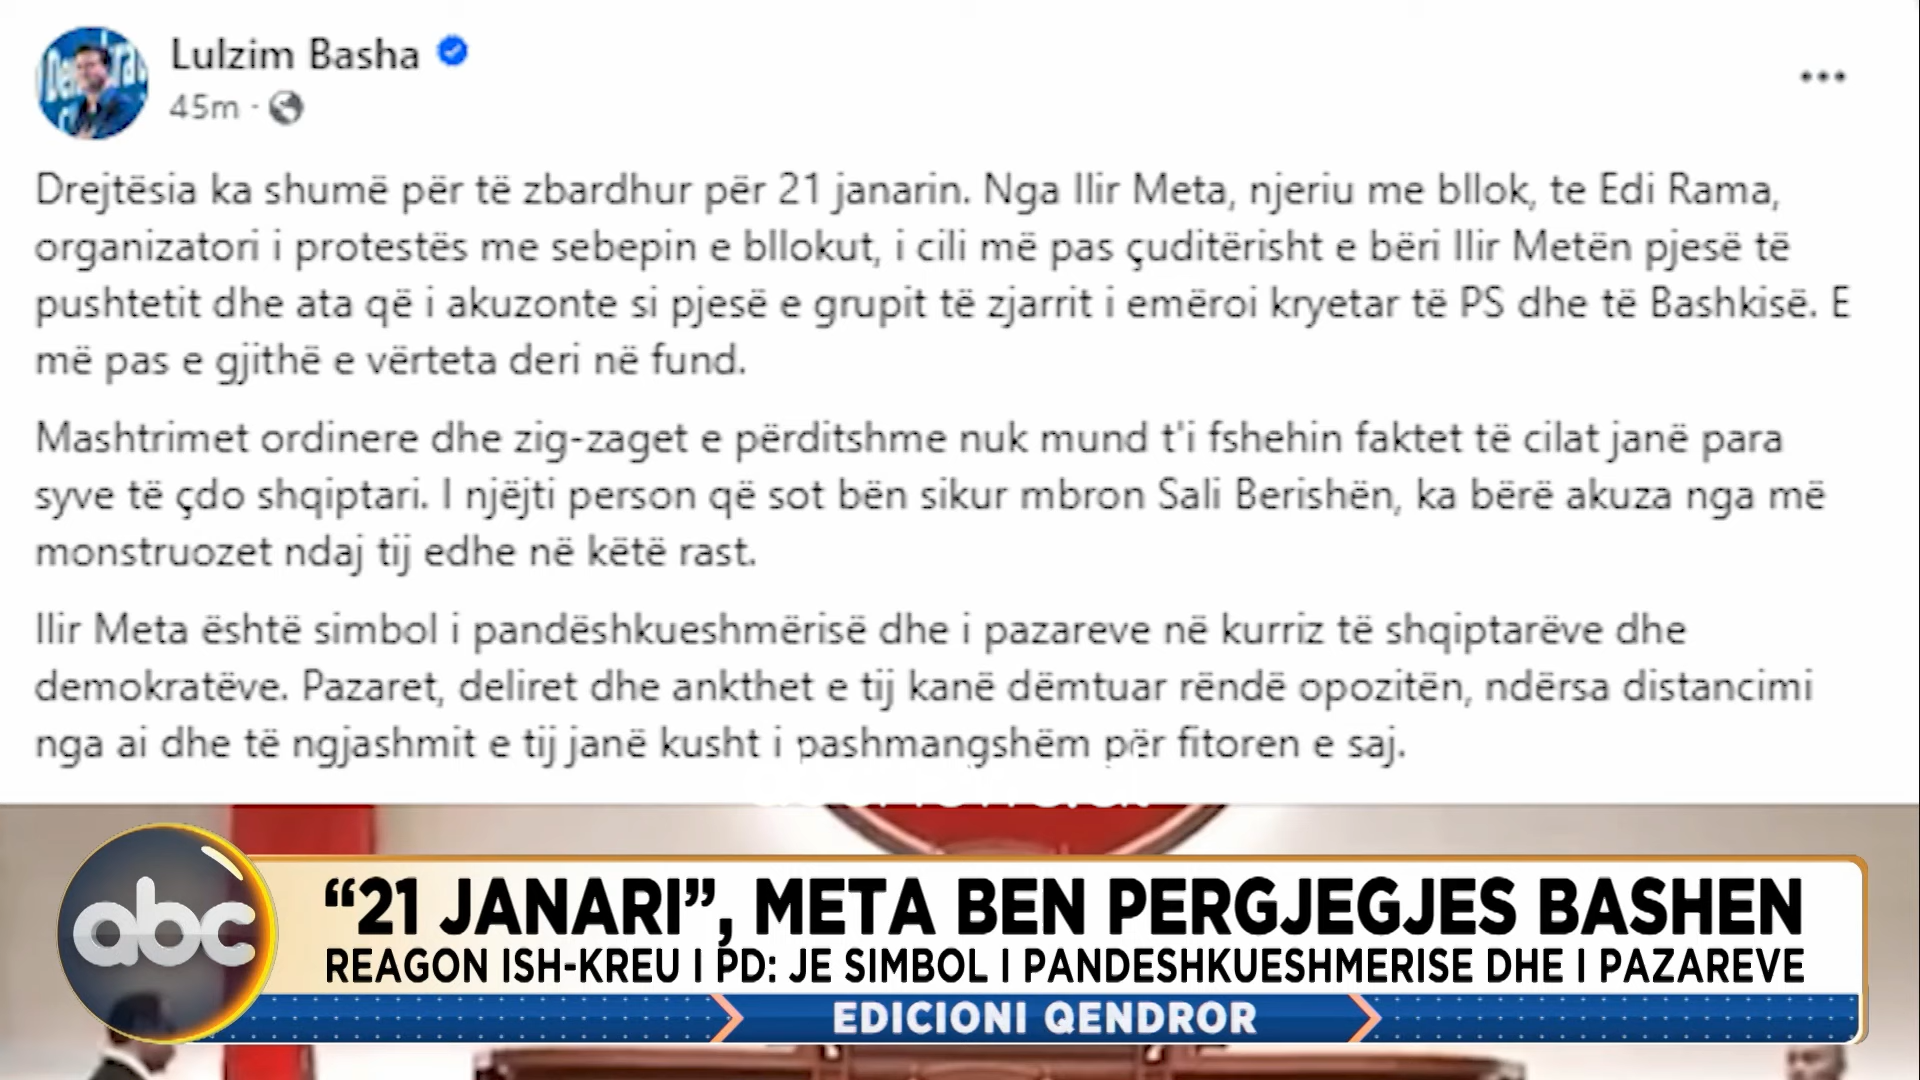 Lulzim Basha
45m ·
Drejtësia ka shumë për të zbardhur për 21 janarin. Nga Ilir Meta, njeriu me bllok, te Edi Rama,
organizatori i protestës me sebepin e bllokut, i cili më pas çuditërisht e bëri Ilir Metën pjesë të
pushtetit dhe ata që i akuzonte si pjesë e grupit të zjarrit i emëroi kryetar të PS dhe të Bashkisë. E
më pas e gjithë e vërteta deri në fund.
Mashtrimet ordinere dhe zig-zaget e përditshme nuk mund t'i fshehin faktet të cilat janë para
syve të çdo shqiptari. I njëjti person që sot bën sikur mbron Sali Berishën, ka bërë akuza nga më
monstruozet ndaj tij edhe në këtë rast.
Ilir Meta është simbol i pandëshkueshmërisë dhe i pazareve në kurriz të shqiptarëve dhe
demokratëve. Pazaret, deliret dhe ankthet e tij kanë dëmtuar rëndë opozitën, ndërsa distancimi
nga ai dhe të ngjashmit e tij janë kusht i pashmangshëm për fitoren e saj.
abc
“21 JANARI”, META BEN PERGJEGJES BASHEN
REAGON ISH-KREU I PD: JE SIMBOL I PANDESHKUESHMERISE DHE I PAZAREVE
EDICIONI QENDROR